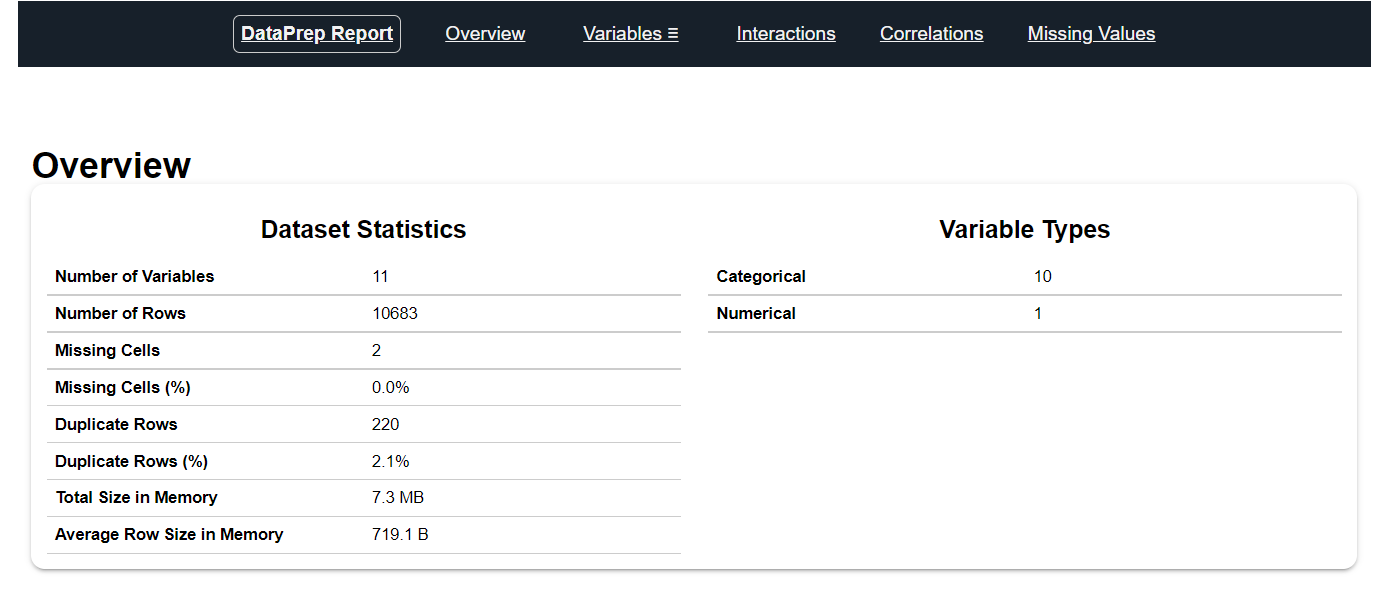 DataPrep Report Overview Variables ☰ Interactions Correlations Missing Values
Overview
Dataset Statistics
Number of Variables 11
Number of Rows 10683
Missing Cells 2
Missing Cells (%) 0.0%
Duplicate Rows 220
Duplicate Rows (%) 2.1%
Total Size in Memory 7.3 MB
Average Row Size in Memory 719.1 B
Variable Types
Categorical 10
Numerical 1